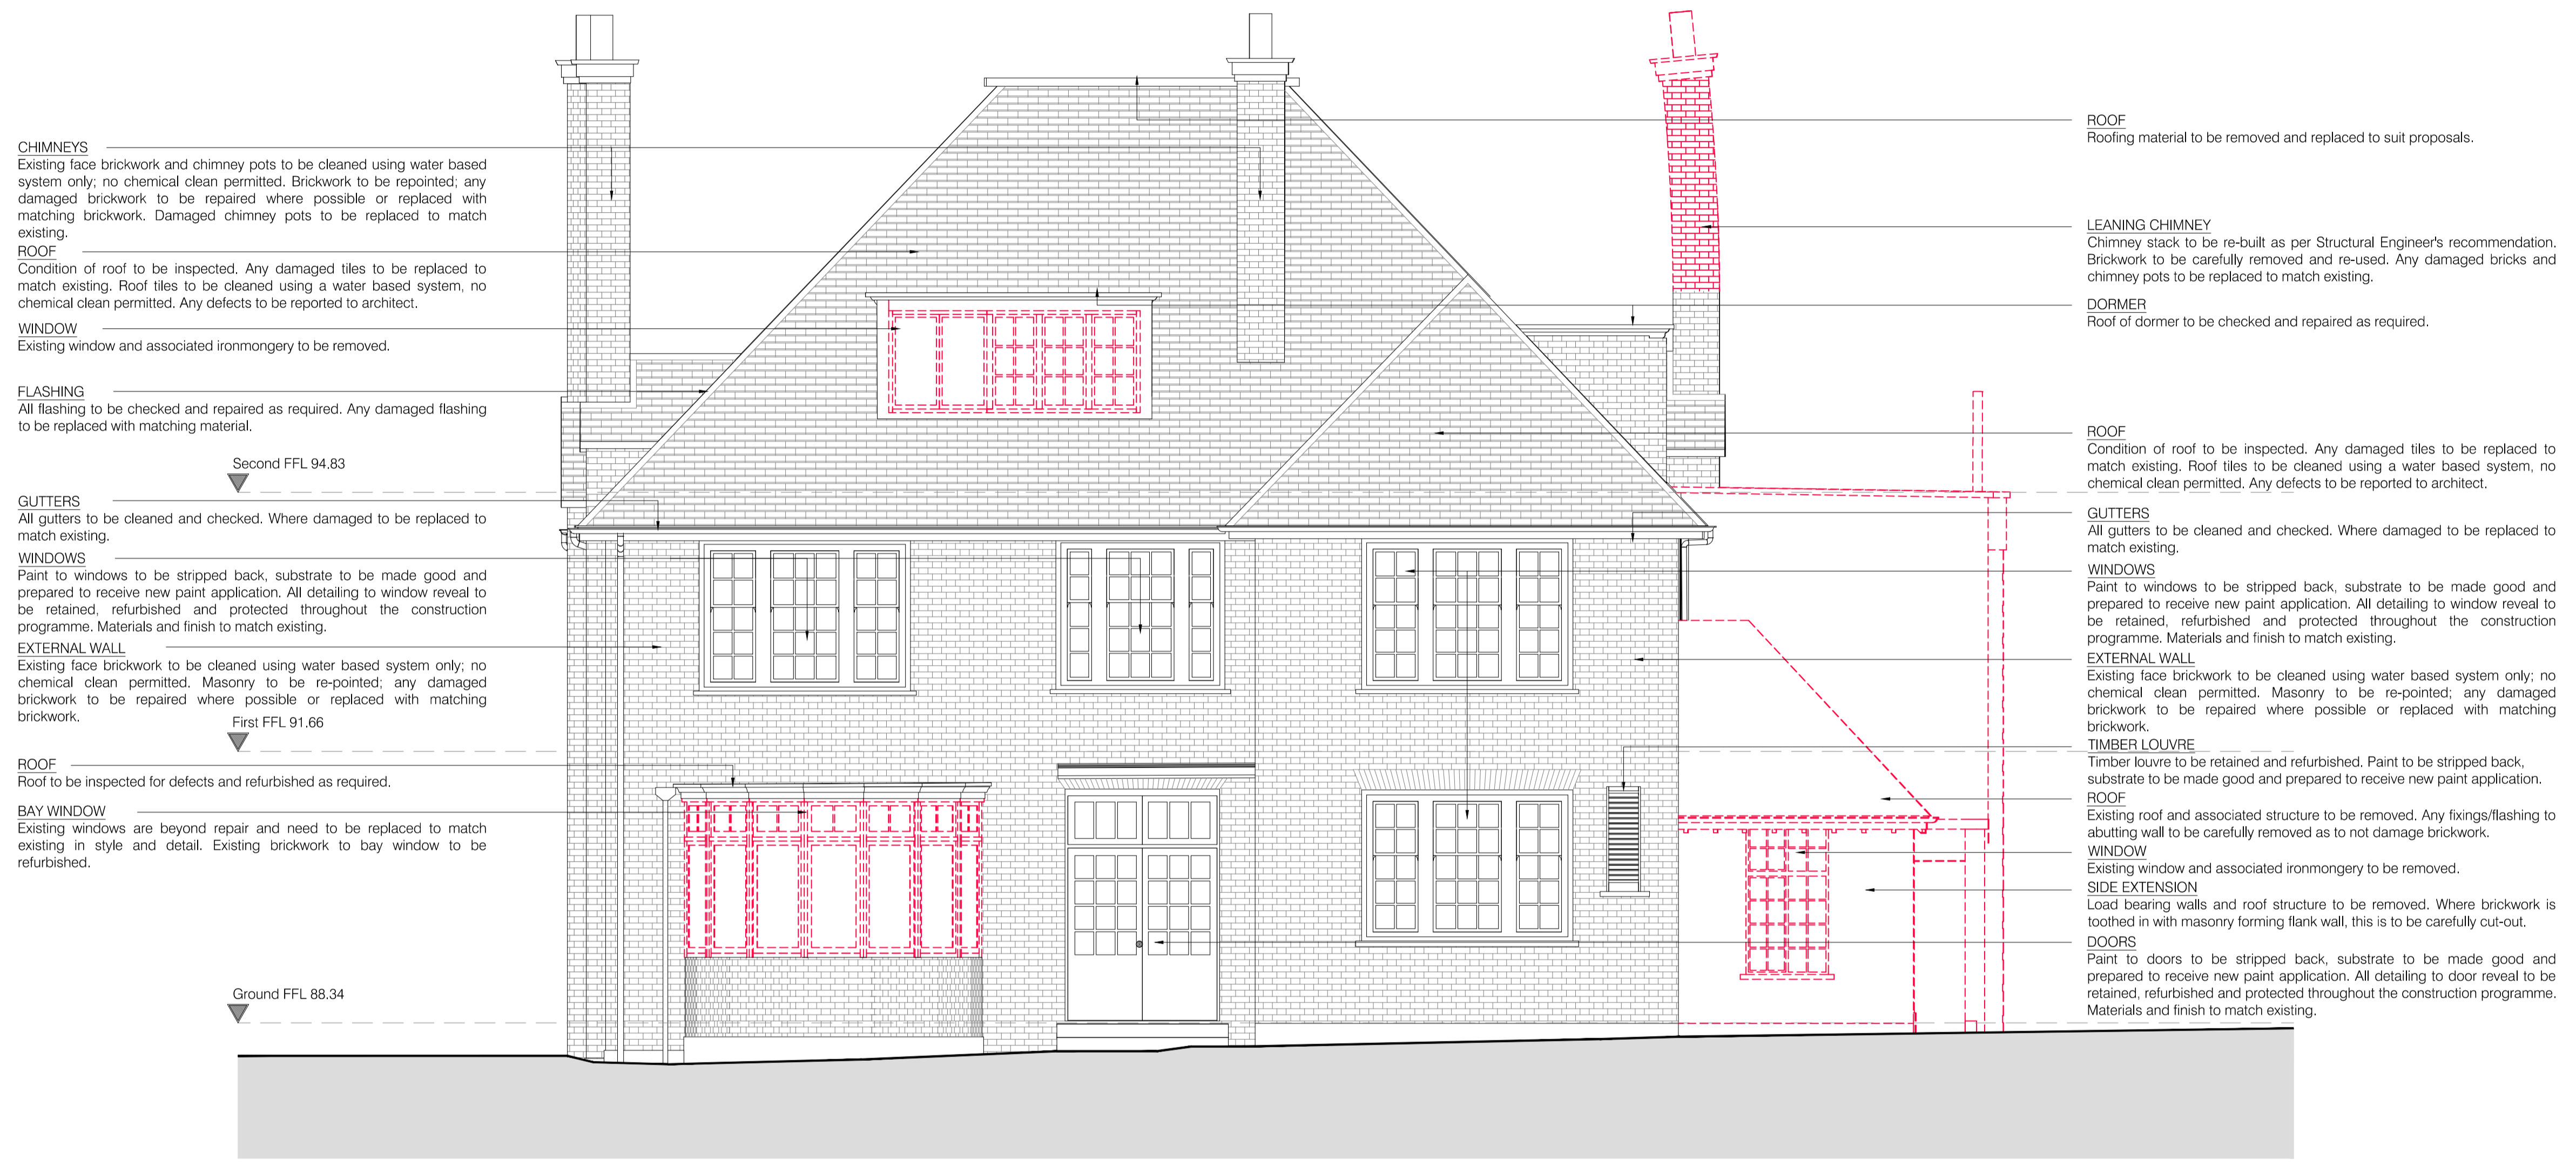 CHIMNEYS
Existing face brickwork and chimney pots to be cleaned using water based
system only; no chemical clean permitted. Brickwork to be repointed; any
damaged brickwork to be repaired where possible or replaced with
matching brickwork. Damaged chimney pots to be replaced to match
existing.
ROOF
Condition of roof to be inspected. Any damaged tiles to be replaced to
match existing. Roof tiles to be cleaned using a water based system, no
chemical clean permitted. Any defects to be reported to architect.
WINDOW
Existing window and associated ironmongery to be removed.
FLASHING
All flashing to be checked and repaired as required. Any damaged flashing
to be replaced with matching material.
Second FFL 94.83
GUTTERS
All gutters to be cleaned and checked. Where damaged to be replaced to
match existing.
WINDOWS
Paint to windows to be stripped back, substrate to be made good and
prepared to receive new paint application. All detailing to window reveal to
be retained, refurbished and protected throughout the construction
programme. Materials and finish to match existing.
EXTERNAL WALL
Existing face brickwork to be cleaned using water based system only; no
chemical clean permitted. Masonry to be re-pointed; any damaged
brickwork to be repaired where possible or replaced with matching
brickwork.
First FFL 91.66
ROOF
Roof to be inspected for defects and refurbished as required.
BAY WINDOW
Existing windows are beyond repair and need to be replaced to match
existing in style and detail. Existing brickwork to bay window to be
refurbished.
Ground FFL 88.34
ROOF
Roofing material to be removed and replaced to suit proposals.
LEANING CHIMNEY
Chimney stack to be re-built as per Structural Engineer's recommendation.
Brickwork to be carefully removed and re-used. Any damaged bricks and
chimney pots to be replaced to match existing.
DORMER
Roof of dormer to be checked and repaired as required.
ROOF
Condition of roof to be inspected. Any damaged tiles to be replaced to
match existing. Roof tiles to be cleaned using a water based system, no
chemical clean permitted. Any defects to be reported to architect.
GUTTERS
All gutters to be cleaned and checked. Where damaged to be replaced to
match existing.
WINDOWS
Paint to windows to be stripped back, substrate to be made good and
prepared to receive new paint application. All detailing to window reveal to
be retained, refurbished and protected throughout the construction
programme. Materials and finish to match existing.
EXTERNAL WALL
Existing face brickwork to be cleaned using water based system only; no
chemical clean permitted. Masonry to be re-pointed; any damaged
brickwork to be repaired where possible or replaced with matching
brickwork.
TIMBER LOUVRE
Timber louvre to be retained and refurbished. Paint to be stripped back,
substrate to be made good and prepared to receive new paint application.
ROOF
Existing roof and associated structure to be removed. Any fixings/flashing to
abutting wall to be carefully removed as to not damage brickwork.
WINDOW
Existing window and associated ironmongery to be removed.
SIDE EXTENSION
Load bearing walls and roof structure to be removed. Where brickwork is
toothed in with masonry forming flank wall, this is to be carefully cut-out.
DOORS
Paint to doors to be stripped back, substrate to be made good and
prepared to receive new paint application. All detailing to door reveal to be
retained, refurbished and protected throughout the construction programme.
Materials and finish to match existing.